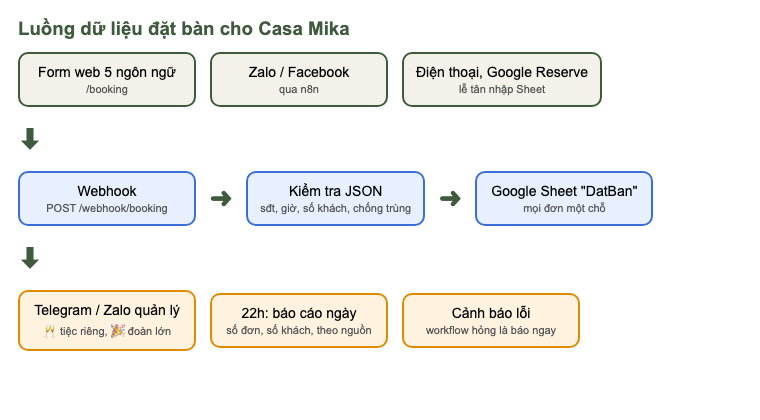 Luồng dữ liệu đặt bàn cho Casa Mika
Form web 5 ngôn ngữ
/booking
Zalo / Facebook
qua n8n
Điện thoại, Google Reserve
lễ tân nhập Sheet
Webhook
POST /webhook/booking
Kiểm tra JSON
sđt, giờ, số khách, chống trùng
Google Sheet "DatBan"
mọi đơn một chỗ
Telegram / Zalo quản lý
🥂 tiệc riêng, 🎉 đoàn lớn
22h: báo cáo ngày
số đơn, số khách, theo nguồn
Cảnh báo lỗi
workflow hỏng là báo ngay